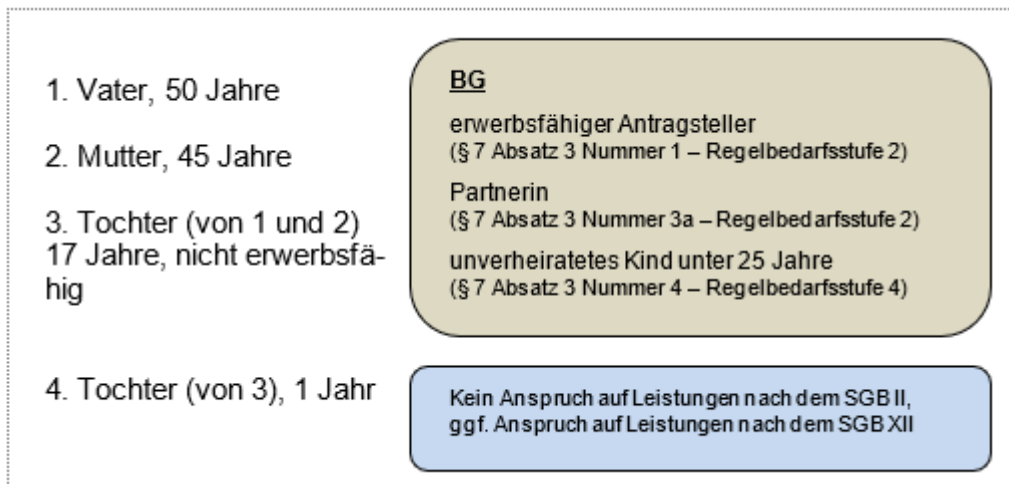 1. Vater, 50 Jahre
2. Mutter, 45 Jahre
3. Tochter (von 1 und 2)
17 Jahre, nicht erwerbsfä-
hig
4. Tochter (von 3), 1 Jahr
BG
erwerbsfähiger Antragsteller
(§ 7 Absatz 3 Nummer 1 – Regelbedarfsstufe 2)
Partnerin
(§ 7 Absatz 3 Nummer 3a – Regelbedarfsstufe 2)
unverheiratetes Kind unter 25 Jahre
(§ 7 Absatz 3 Nummer 4 – Regelbedarfsstufe 4)
Kein Anspruch auf Leistungen nach dem SGB II,
ggf. Anspruch auf Leistungen nach dem SGB XII